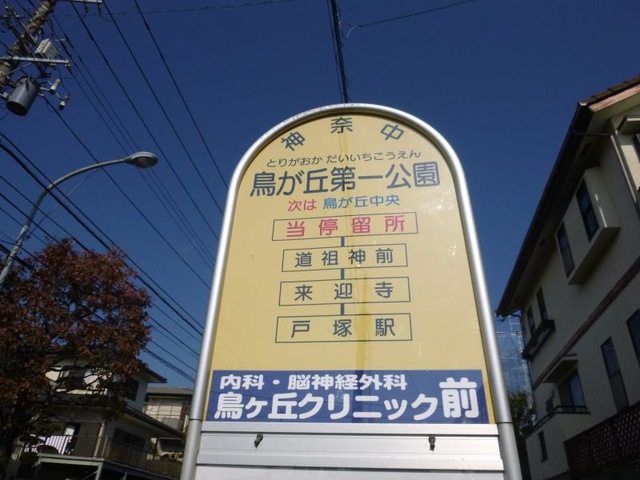 神奈中
とりがおか だいいちこうえん
鳥が丘第一公園
次は 鳥が丘中央
当停留所
道祖神前
来迎寺
戸塚駅
内科・脳神経外科
鳥ヶ丘クリニック前